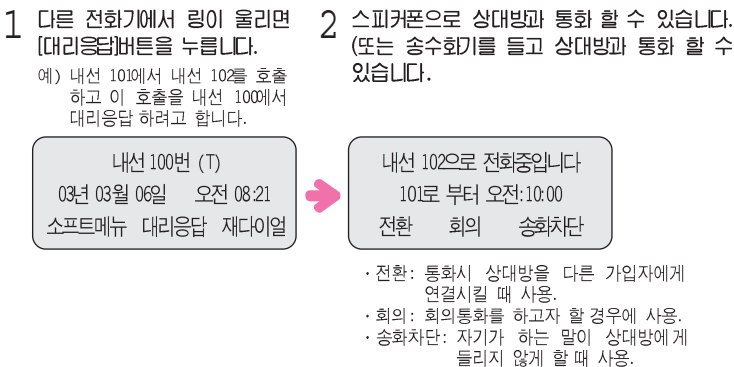 1 다른 전화기에서 링이 울리면
[대리응답]버튼을 누릅니다.
예) 내선 101에서 내선 102를 호출
하고 이 호출을 내선 100에서
대리응답 하려고 합니다.
내선 100번 (T)
03년 03월 06일 오전 08:21
소프트메뉴 대리응답 재다이얼
2 스피커폰으로 상대방과 통화 할 수 있습니다.
(또는 송수화기를 들고 상대방과 통화 할 수
있습니다.
내선 102으로 전화중입니다
101로 부터 오전:10:00
전환 회의 송화차단
· 전환: 통화시 상대방을 다른 가입자에게
연결시킬 때 사용.
· 회의: 회의통화를 하고자 할 경우에 사용.
· 송화차단: 자기가 하는 말이 상대방에게
들리지 않게 할 때 사용.